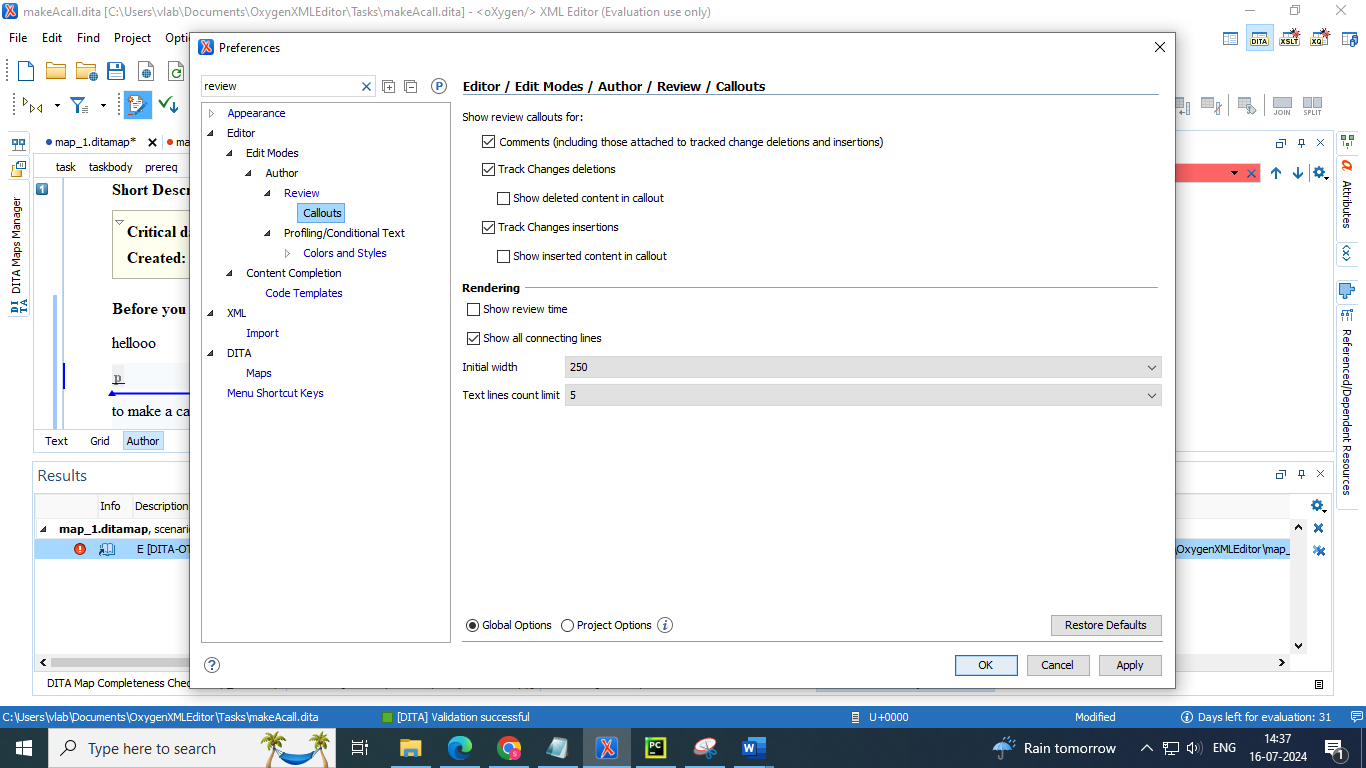 makeAcall.dita [C:\Users\vlab\Documents\OxygenXMLEditor\Tasks\makeAcall.dita] - <oXygen/> XML Editor (Evaluation use only)
File Edit Find Project
DITA XSLT XQ
JOIN SPLIT
map_1.ditamap*
task taskbody prereq
1
Short Descr
Critical d
Created:
Before you
hellooo
p
to make a ca
Text Grid Author
DITA Maps Manager
Preferences
review
P
Appearance
Editor
Edit Modes
Author
Review
Callouts
Profiling/Conditional Text
Colors and Styles
Content Completion
Code Templates
XML
Import
DITA
Maps
Menu Shortcut Keys
Editor / Edit Modes / Author / Review / Callouts
Show review callouts for:
Comments (including those attached to tracked change deletions and insertions)
Track Changes deletions
Show deleted content in callout
Track Changes insertions
Show inserted content in callout
Rendering
Show review time
Show all connecting lines
Initial width 250
Text lines count limit 5
Global Options Project Options
Restore Defaults
OK Cancel Apply
Attributes
Referenced/Dependent Resources
Results
Info Description
map_1.ditamap, scenari
E [DITA-OT \OxygenXMLEditor\map_
DITA Map Completeness Chec
C:\Users\vlab\Documents\OxygenXMLEditor\Tasks\makeAcall.dita [DITA] Validation successful U+0000 Modified Days left for evaluation: 31
Type here to search
Rain tomorrow
ENG
14:37
16-07-2024
1